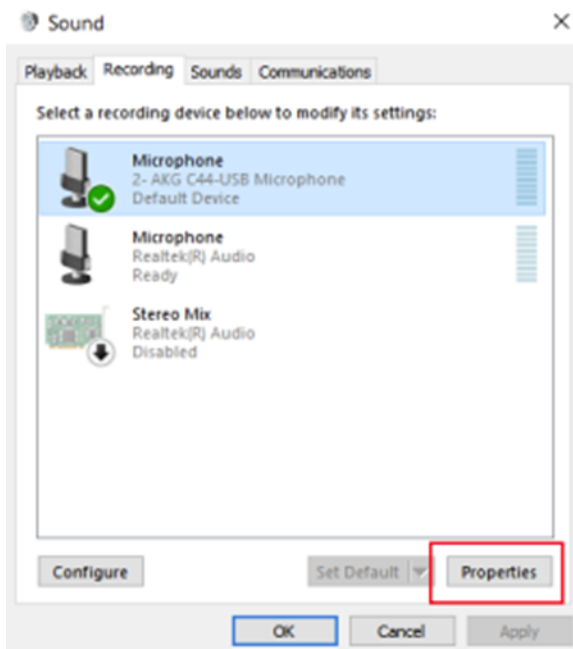 Sound
Playback Recording Sounds Communications
Select a recording device below to modify its settings:
Microphone
2- AKG C44-USB Microphone
Default Device
Microphone
Realtek(R) Audio
Ready
Stereo Mix
Realtek(R) Audio
Disabled
Configure Set Default Properties
OK Cancel Apply